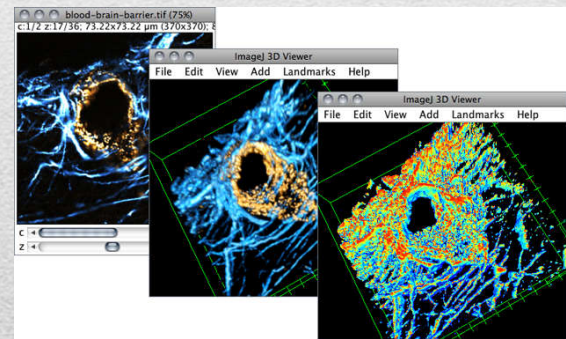 blood-brain-barrier.tif (75%)
c:1/2 z:17/36; 73.22x73.22 µm (370x370); 8
ImageJ 3D Viewer
File Edit View Add Landmarks Help
ImageJ 3D Viewer
File Edit View Add Landmarks Help
c
z